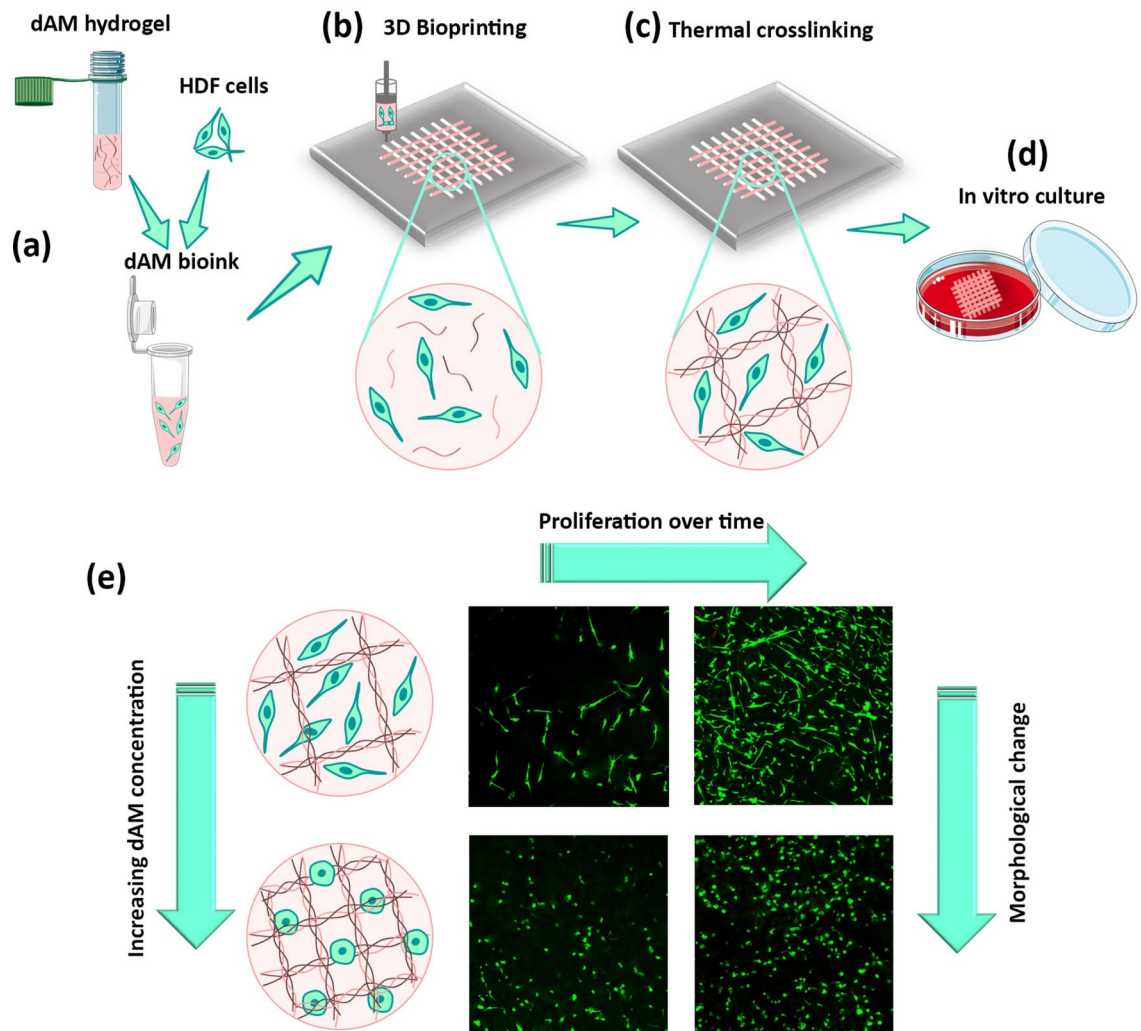 dAM hydrogel
HDF cells
(a)
dAM bioink
(b)
3D Bioprinting
(c)
Thermal crosslinking
(d)
In vitro culture
(e)
Proliferation over time
Increasing dAM concentration
Morphological change